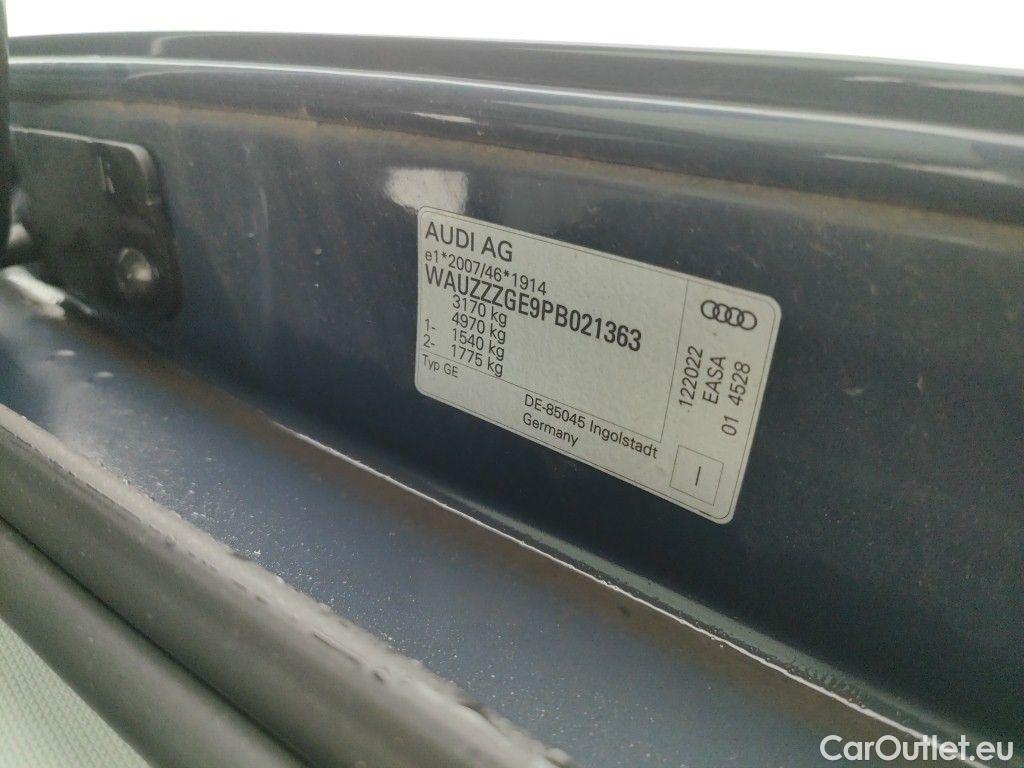 AUDI AG
e1*2007/46*1914
WAUZZZGE9PB021363
3170 kg
4970 kg
1- 1540 kg
2- 1775 kg
Typ GE
DE-85045 Ingolstadt
Germany
122022
EASA
01 4528
I
CarOutlet.eu